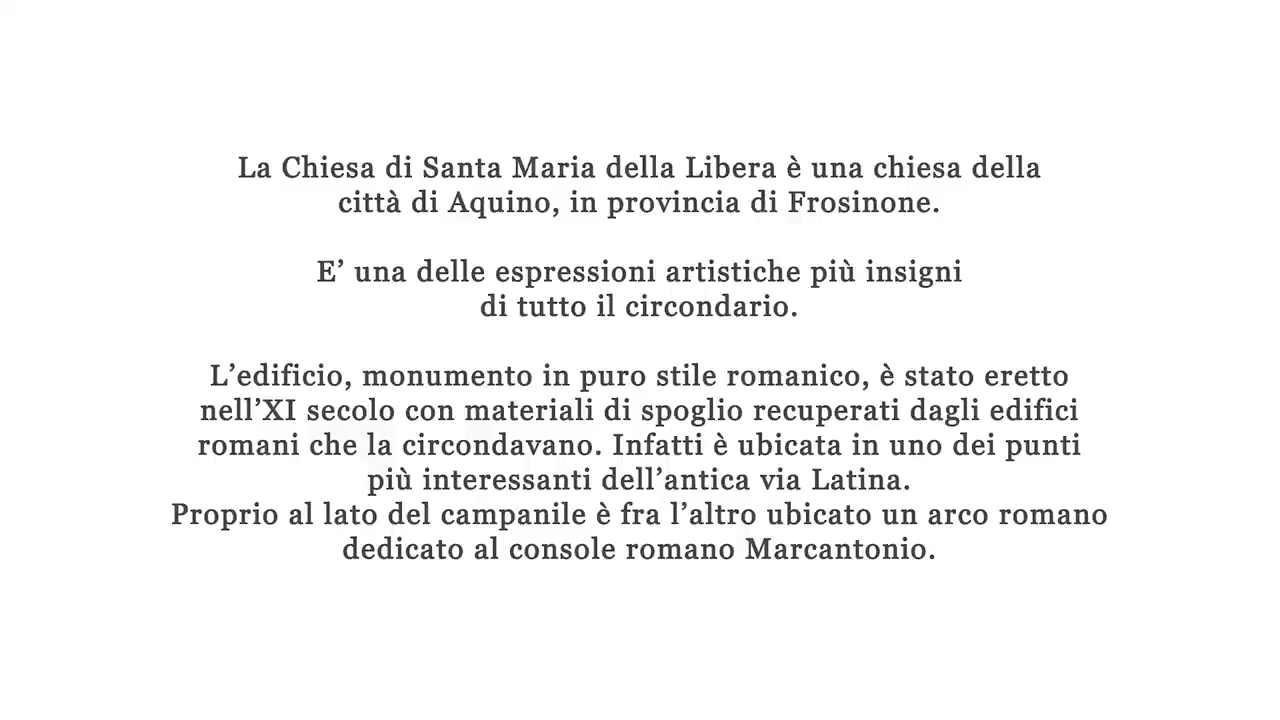 La Chiesa di Santa Maria della Libera è una chiesa della
città di Aquino, in provincia di Frosinone.
E’ una delle espressioni artistiche più insigni
di tutto il circondario.
L’edificio, monumento in puro stile romanico, è stato eretto
nell’XI secolo con materiali di spoglio recuperati dagli edifici
romani che la circondavano. Infatti è ubicata in uno dei punti
più interessanti dell’antica via Latina.
Proprio al lato del campanile è fra l’altro ubicato un arco romano
dedicato al console romano Marcantonio.